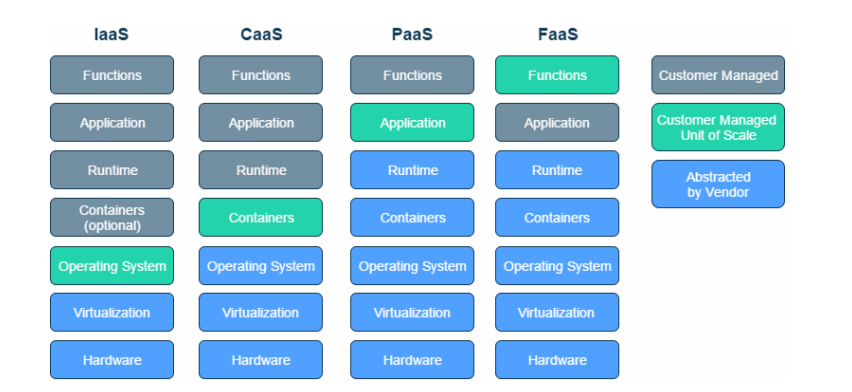 IaaS CaaS PaaS FaaS
Functions Functions Functions Functions Customer Managed
Application Application Application Application Customer Managed
Unit of Scale
Runtime Runtime Runtime Runtime Abstracted
by Vendor
Containers
(optional) Containers Containers Containers
Operating System Operating System Operating System Operating System
Virtualization Virtualization Virtualization Virtualization
Hardware Hardware Hardware Hardware